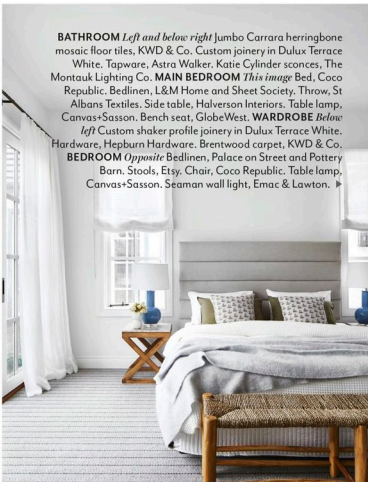 BATHROOM Left and below right Jumbo Carrara herringbone
mosaic floor tiles, KWD & Co. Custom joinery in Dulux Terrace
White. Tapware, Astra Walker. Katie Cylinder sconces, The
Montauk Lighting Co. MAIN BEDROOM This image Bed, Coco
Republic. Bedlinen, L&M Home and Sheet Society. Throw, St
Albans Textiles. Side table, Halverson Interiors. Table lamp,
Canvas+Sasson. Bench seat, GlobeWest. WARDROBE Below
left Custom shaker profile joinery in Dulux Terrace White.
Hardware, Hepburn Hardware. Brentwood carpet, KWD & Co.
BEDROOM Opposite Bedlinen, Palace on Street and Pottery
Barn. Stools, Etsy. Chair, Coco Republic. Table lamp,
Canvas+Sasson. Seaman wall light, Emac & Lawton. ▶